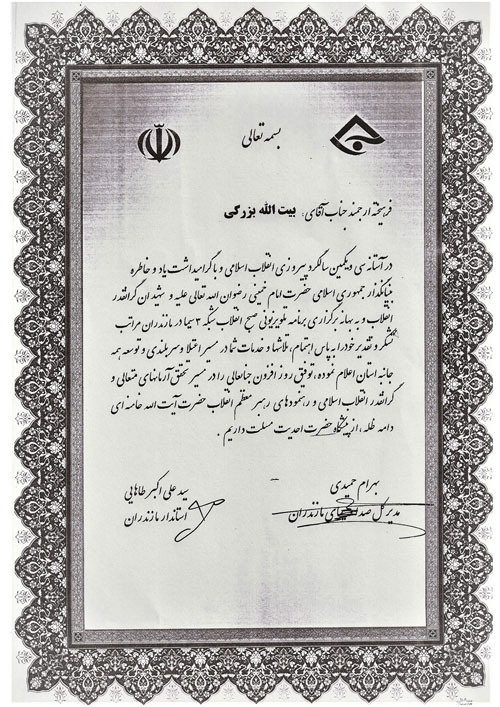 بسمه تعالی
فرهیخته ارجمند جناب آقای، بیت الله بزرگی
در آستانه سی و یکمین سالگرد پیروزی انقلاب اسلامی و با گرامیداشت یاد و خاطره
بنیانگذار جمهوری اسلامی حضرت امام خمینی رضوان الله تعالی علیه و شهیدان گرانقدر
انقلاب و به بهانه برگزاری برنامه تلویزیونی صبح انقلاب شبکه ۳ سیما در مازندران مراتب
تشکر و تقدیر خود را به پاس اهتمام، تلاشها و خدمات شما در مسیر اعتلا و سربلندی و توسعه همه
جانبه استان اعلام نموده، توفیق روز افزون جنابعالی را در مسیر تحقق آرمانهای متعالی و
گرانقدر انقلاب اسلامی و رهنمودهای رهبر معظم انقلاب حضرت آیت الله خامنه ای
دامه ظله، از پیشگاه حضرت احدیت مسئلت داریم.
بهرام حمیدی
مدیر کل صدا و سیمای مازندران
سید علی اکبر طاهایی
استاندار مازندران